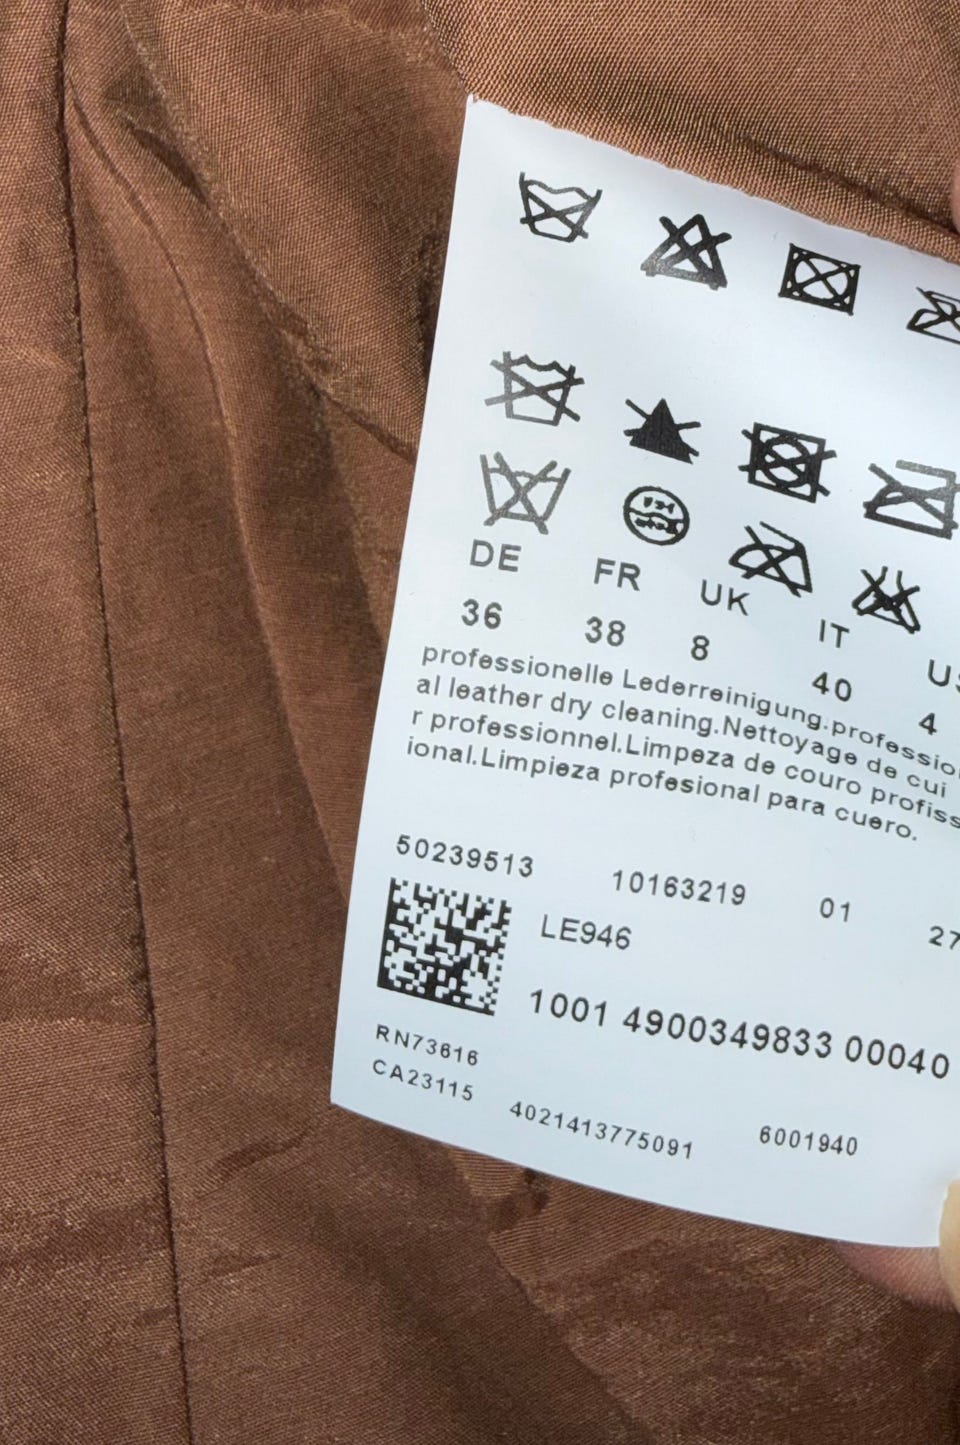 DE FR UK IT
36 38 8 40 4
professionelle Lederreinigung.professio
al leather dry cleaning.Nettoyage de cui
r professionnel.Limpeza de couro profiss
ional.Limpieza profesional para cuero.
50239513 10163219 01 27
LE946
1001 4900349833 00040
RN73616
CA23115
4021413775091 6001940